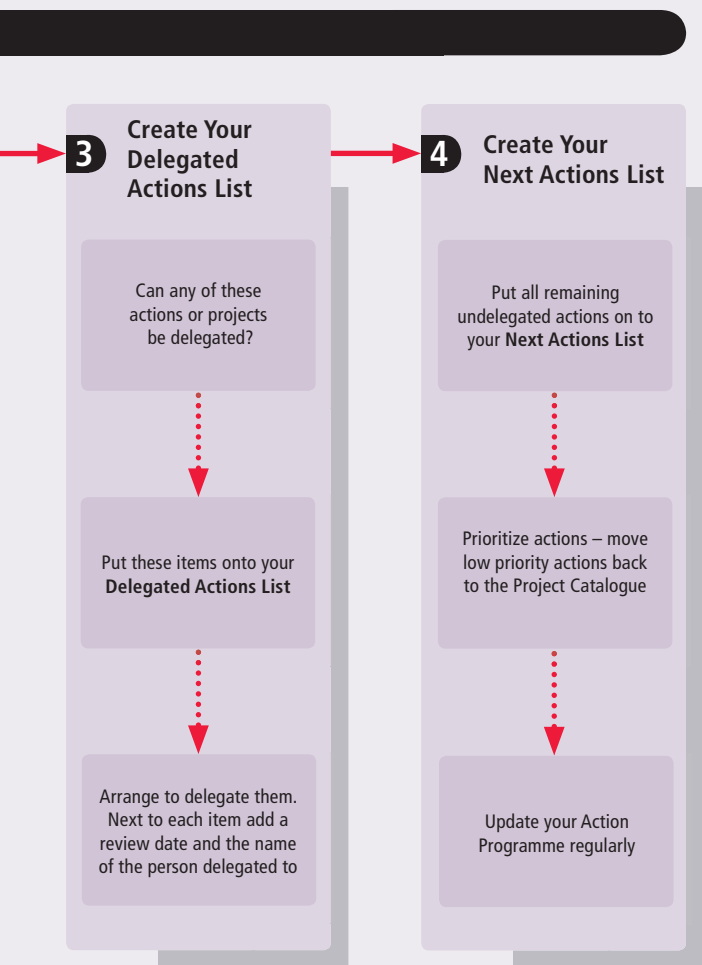 3
Create Your
Delegated
Actions List
Can any of these
actions or projects
be delegated?
Put these items onto your
Delegated Actions List
Arrange to delegate them.
Next to each item add a
review date and the name
of the person delegated to
4
Create Your
Next Actions List
Put all remaining
undelegated actions on to
your Next Actions List
Prioritize actions – move
low priority actions back
to the Project Catalogue
Update your Action
Programme regularly